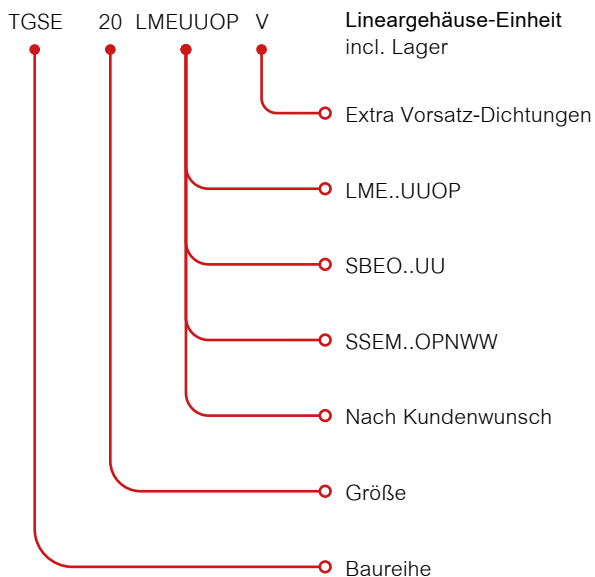 TGSE 20 LMEUUOP V Lineargehäuse-Einheit
incl. Lager
Extra Vorsatz-Dichtungen
LME..UUOP
SBEO..UU
SSEM..OPNWW
Nach Kundenwunsch
Größe
Baureihe